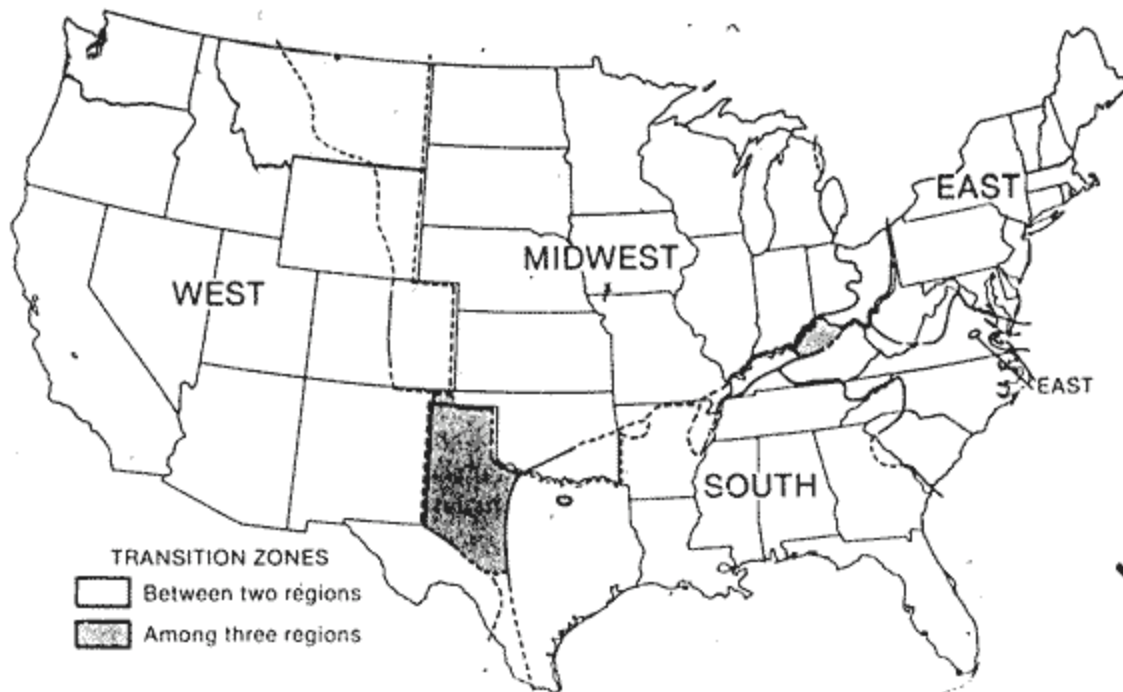 EAST
MIDWEST
WEST
EAST
SOUTH
TRANSITION ZONES
Between two regions
Among three regions